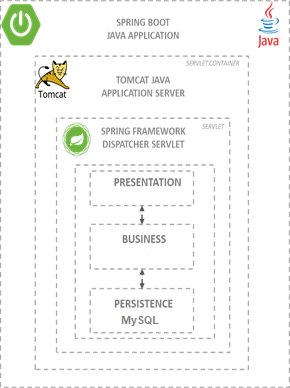 SPRING BOOT
JAVA APPLICATION
Java
SERVLET CONTAINER
Tomcat
TOMCAT JAVA
APPLICATION SERVER
SERVLET
SPRING FRAMEWORK
DISPATCHER SERVLET
PRESENTATION
BUSINESS
PERSISTENCE
MySQL